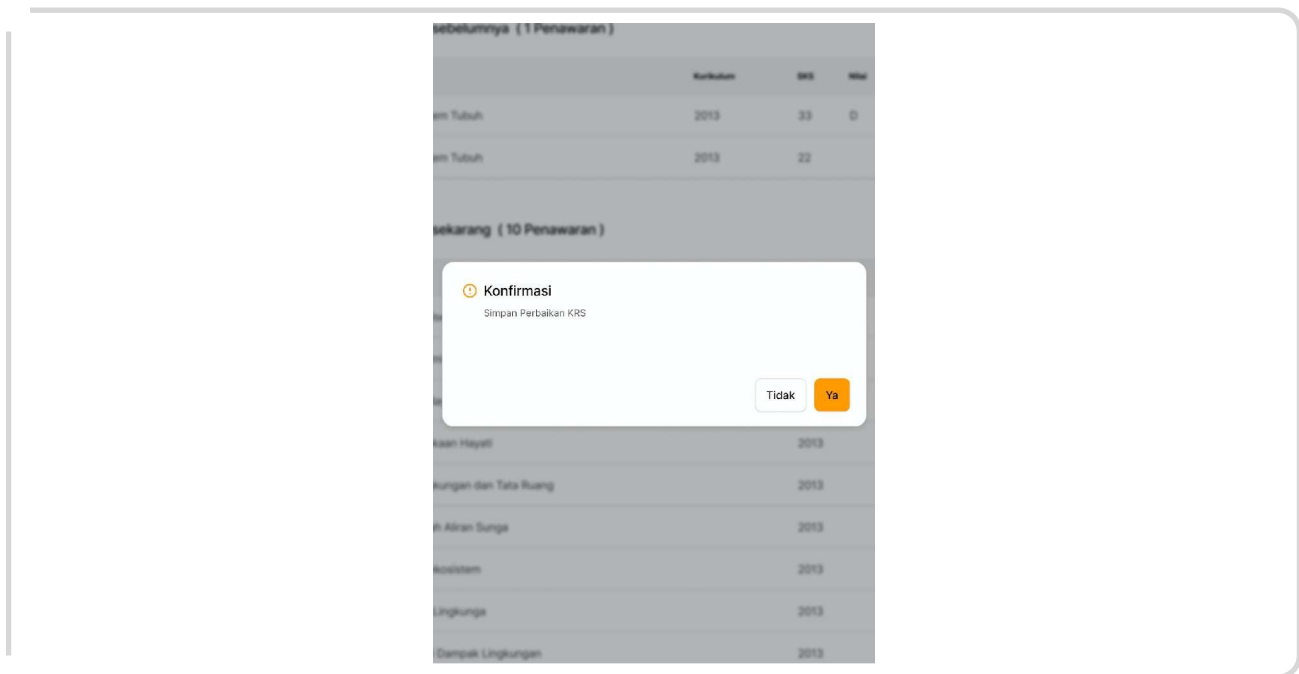 sebelumnya ( 1 Penawaran )
Kurikulum SKS Nilai
em Tubuh 2013 33 D
em Tubuh 2013 22
sekarang ( 10 Penawaran )
Konfirmasi
Simpan Perbaikan KRS
Tidak Ya
kaan Hayati 2013
kungan dan Tata Ruang 2013
h Aliran Sunga 2013
kosistem 2013
Lingkunga 2013
Dampak Lingkungan 2013